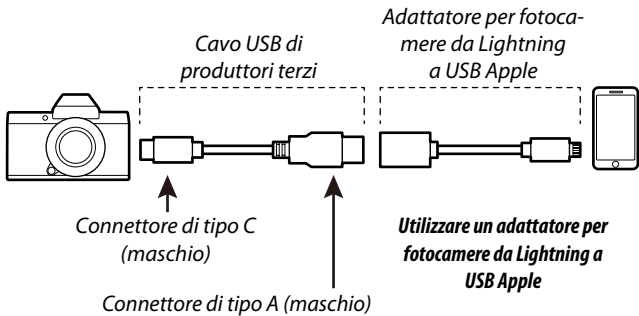 Cavo USB di
produttori terzi
Adattatore per fotoca-
mere da Lightning
a USB Apple
Connettore di tipo C
(maschio)
Connettore di tipo A (maschio)
Utilizzare un adattatore per
fotocamere da Lightning a
USB Apple